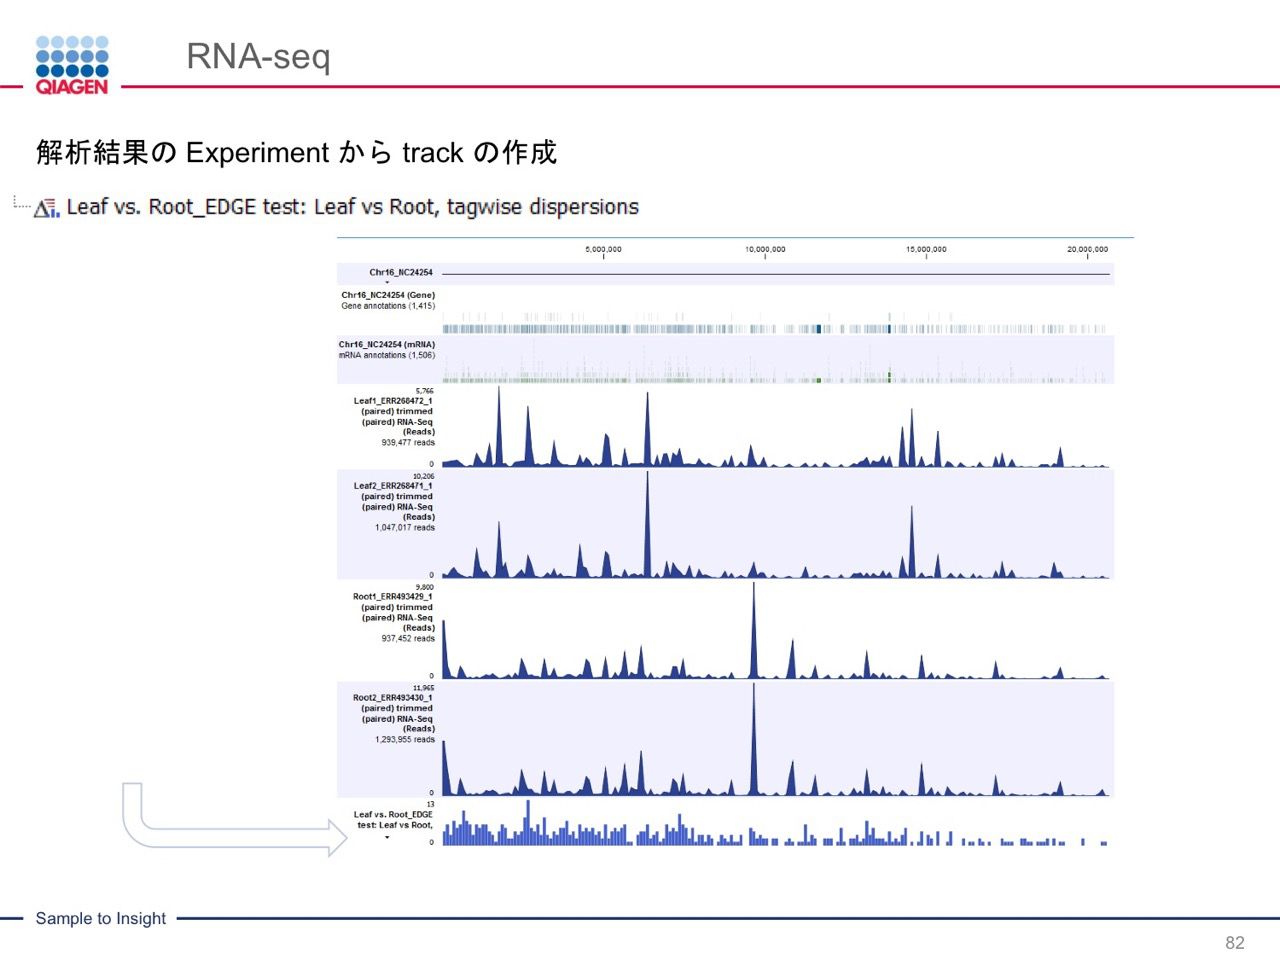 QIAGEN
RNA-seq
解析結果の Experiment から track の作成
Leaf vs. Root_EDGE test: Leaf vs Root, tagwise dispersions
5,000,000 10,000,000 15,000,000 20,000,000
Chr16_NC24254
Chr16_NC24254 (Gene)
Gene annotations (1,415)
Chr16_NC24254 (mRNA)
mRNA annotations (1,506)
5,766
Leaf1_ERR268472_1
(paired) trimmed
(paired) RNA-Seq
(Reads)
939,477 reads
0
10,206
Leaf2_ERR268471_1
(paired) trimmed
(paired) RNA-Seq
(Reads)
1,047,017 reads
0
9,800
Root1_ERR493429_1
(paired) trimmed
(paired) RNA-Seq
(Reads)
937,452 reads
0
11,965
Root2_ERR493430_1
(paired) trimmed
(paired) RNA-Seq
(Reads)
1,293,955 reads
0
13
Leaf vs. Root_EDGE
test: Leaf vs Root,
0
Sample to Insight
82